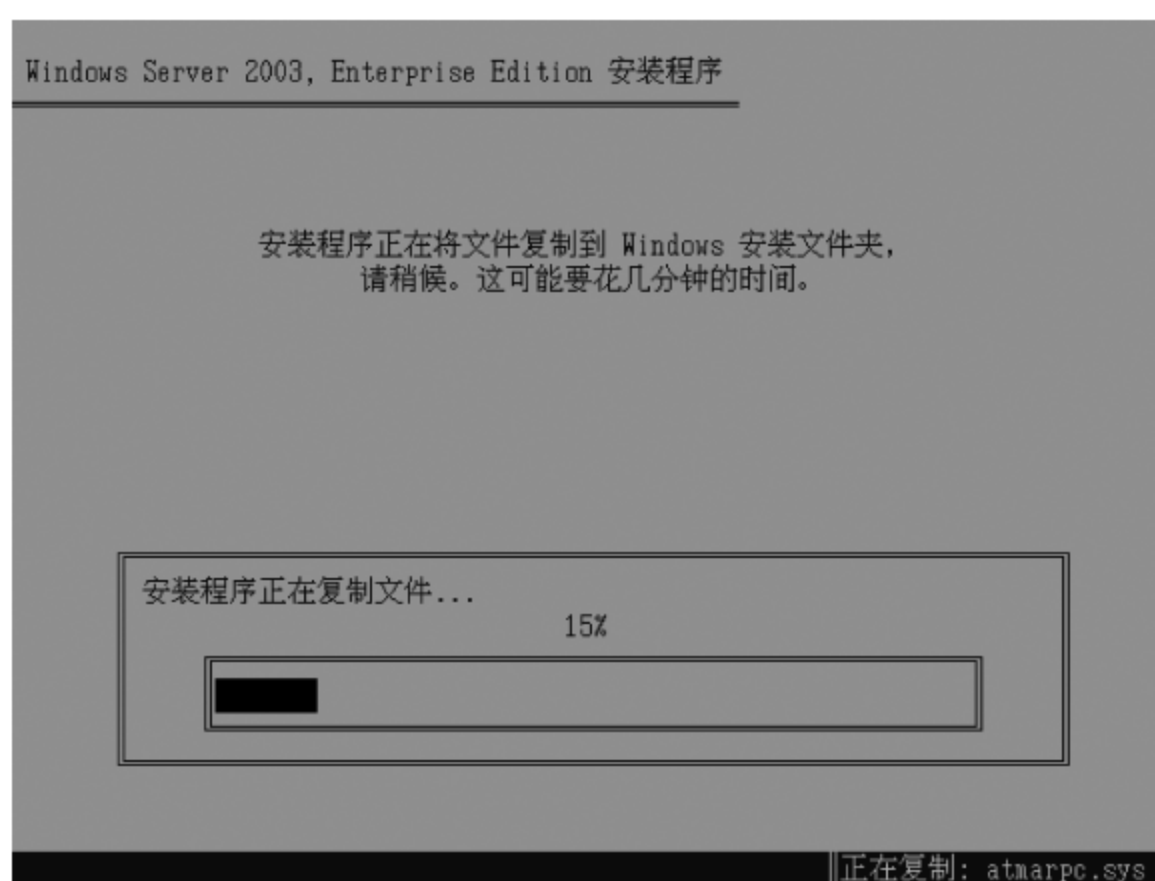 Windows Server 2003, Enterprise Edition 安装程序
安装程序正在将文件复制到 Windows 安装文件夹,
请稍候。这可能要花几分钟的时间。
安装程序正在复制文件...
15%
正在复制: atmarpc.sys